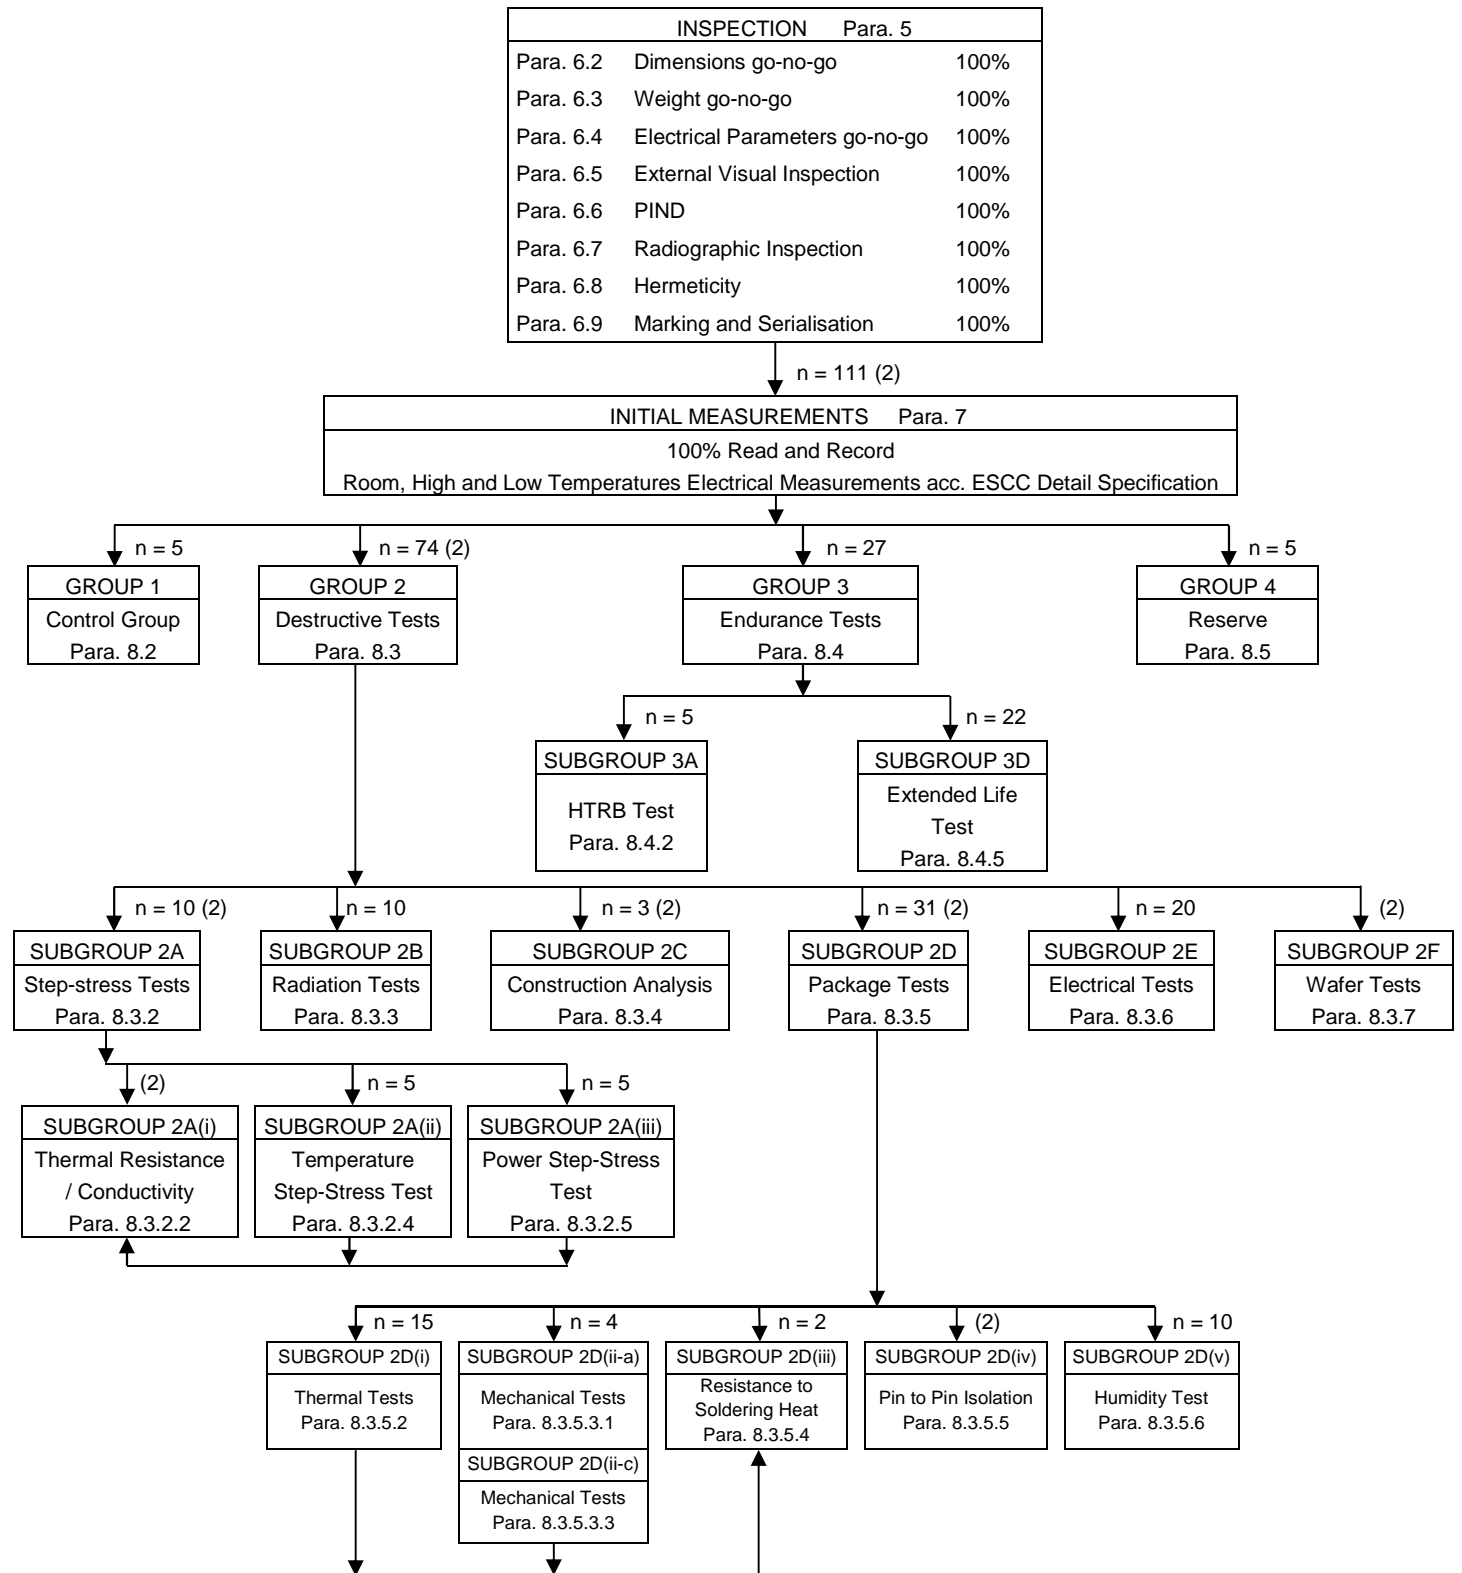 INSPECTION Para. 5
Para. 6.2 Dimensions go-no-go 100%
Para. 6.3 Weight go-no-go 100%
Para. 6.4 Electrical Parameters go-no-go 100%
Para. 6.5 External Visual Inspection 100%
Para. 6.6 PIND 100%
Para. 6.7 Radiographic Inspection 100%
Para. 6.8 Hermeticity 100%
Para. 6.9 Marking and Serialisation 100%
n = 111 (2)
INITIAL MEASUREMENTS Para. 7
100% Read and Record
Room, High and Low Temperatures Electrical Measurements acc. ESCC Detail Specification
n = 5
GROUP 1
Control Group
Para. 8.2
n = 74 (2)
GROUP 2
Destructive Tests
Para. 8.3
n = 27
GROUP 3
Endurance Tests
Para. 8.4
n = 5
GROUP 4
Reserve
Para. 8.5
n = 5
SUBGROUP 3A
HTRB Test
Para. 8.4.2
n = 22
SUBGROUP 3D
Extended Life
Test
Para. 8.4.5
n = 10 (2)
SUBGROUP 2A
Step-stress Tests
Para. 8.3.2
n = 10
SUBGROUP 2B
Radiation Tests
Para. 8.3.3
n = 3 (2)
SUBGROUP 2C
Construction Analysis
Para. 8.3.4
n = 31 (2)
SUBGROUP 2D
Package Tests
Para. 8.3.5
n = 20
SUBGROUP 2E
Electrical Tests
Para. 8.3.6
(2)
SUBGROUP 2F
Wafer Tests
Para. 8.3.7
(2)
SUBGROUP 2A(i)
Thermal Resistance
/ Conductivity
Para. 8.3.2.2
n = 5
SUBGROUP 2A(ii)
Temperature
Step-Stress Test
Para. 8.3.2.4
n = 5
SUBGROUP 2A(iii)
Power Step-Stress
Test
Para. 8.3.2.5
n = 15
SUBGROUP 2D(i)
Thermal Tests
Para. 8.3.5.2
n = 4
SUBGROUP 2D(ii-a)
Mechanical Tests
Para. 8.3.5.3.1
SUBGROUP 2D(ii-c)
Mechanical Tests
Para. 8.3.5.3.3
n = 2
SUBGROUP 2D(iii)
Resistance to
Soldering Heat
Para. 8.3.5.4
(2)
SUBGROUP 2D(iv)
Pin to Pin Isolation
Para. 8.3.5.5
n = 10
SUBGROUP 2D(v)
Humidity Test
Para. 8.3.5.6